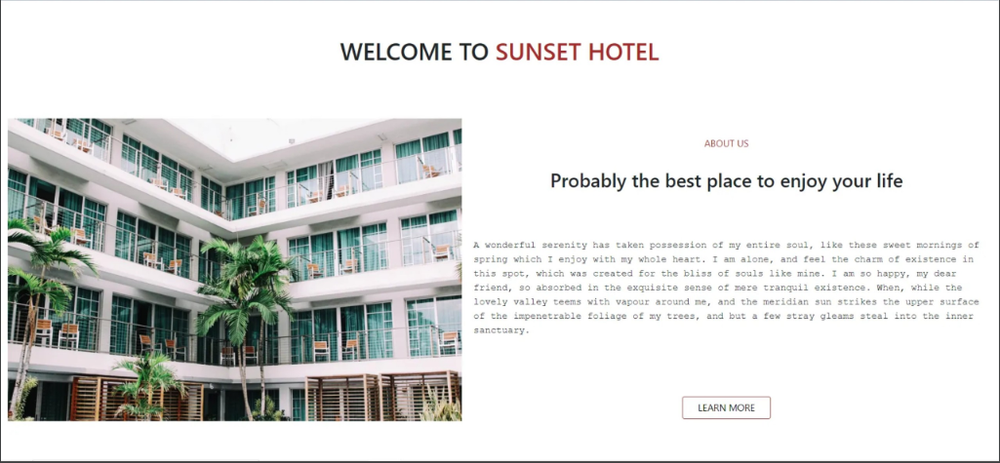 WELCOME TO SUNSET HOTEL
ABOUT US
Probably the best place to enjoy your life
A wonderful serenity has taken possession of my entire soul, like these sweet mornings of
spring which I enjoy with my whole heart. I am alone, and feel the charm of existence in
this spot, which was created for the bliss of souls like mine. I am so happy, my dear
friend, so absorbed in the exquisite sense of mere tranquil existence. When, while the
lovely valley teems with vapour around me, and the meridian sun strikes the upper surface
of the impenetrable foliage of my trees, and but a few stray gleams steal into the inner
sanctuary.
LEARN MORE